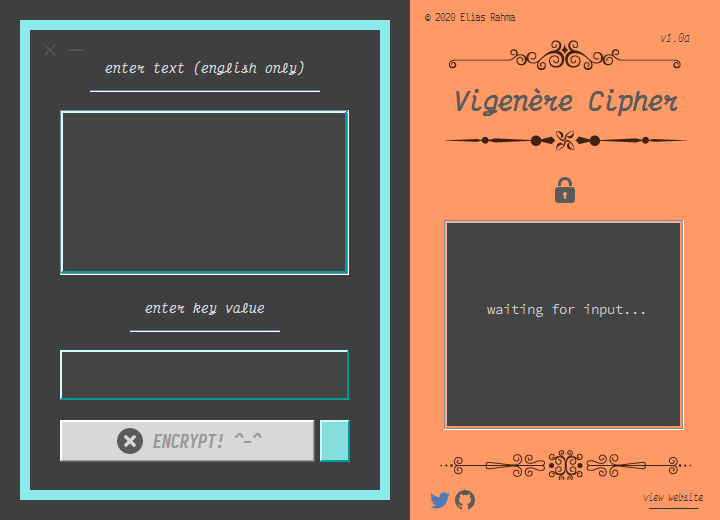 enter text (english only)
enter key value
ENCRYPT! ^-^
© 2020 Elias Rahma
v1.0a
Vigenère Cipher
waiting for input...
view website